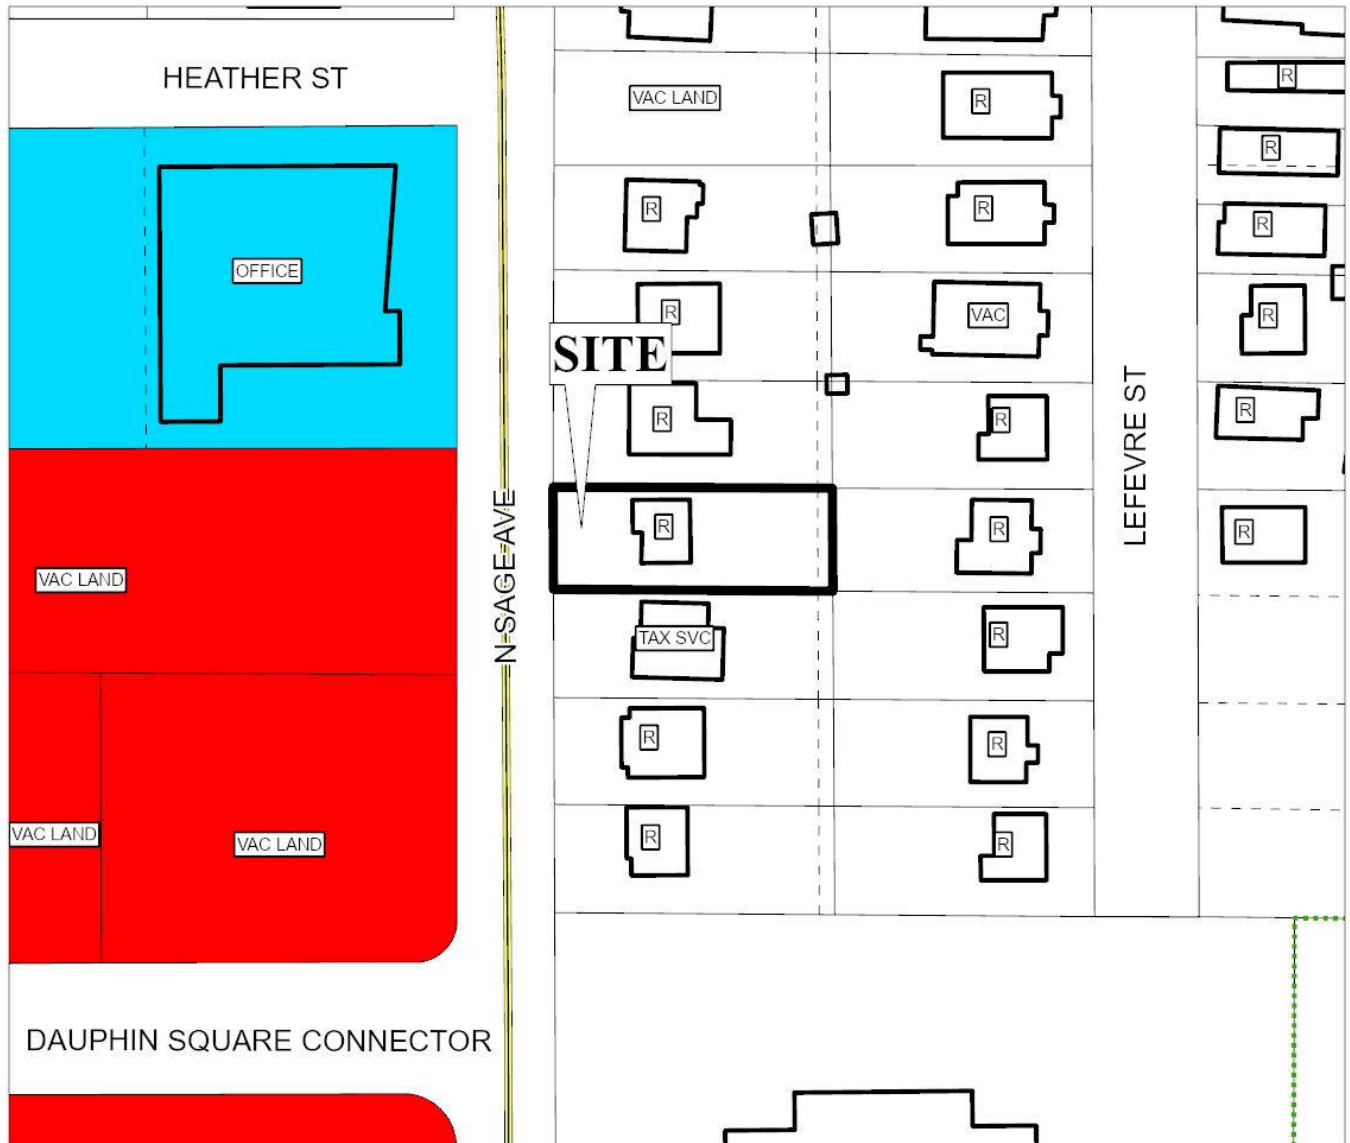 HEATHER ST
VAC LAND
R
R
R
R
R
OFFICE
R
R
R
VAC
R
SITE
R
R
R
LEFEVRE ST
N SAGE AVE
R
R
R
VAC LAND
TAX SVC
R
R
R
VAC LAND
VAC LAND
R
R
DAUPHIN SQUARE CONNECTOR